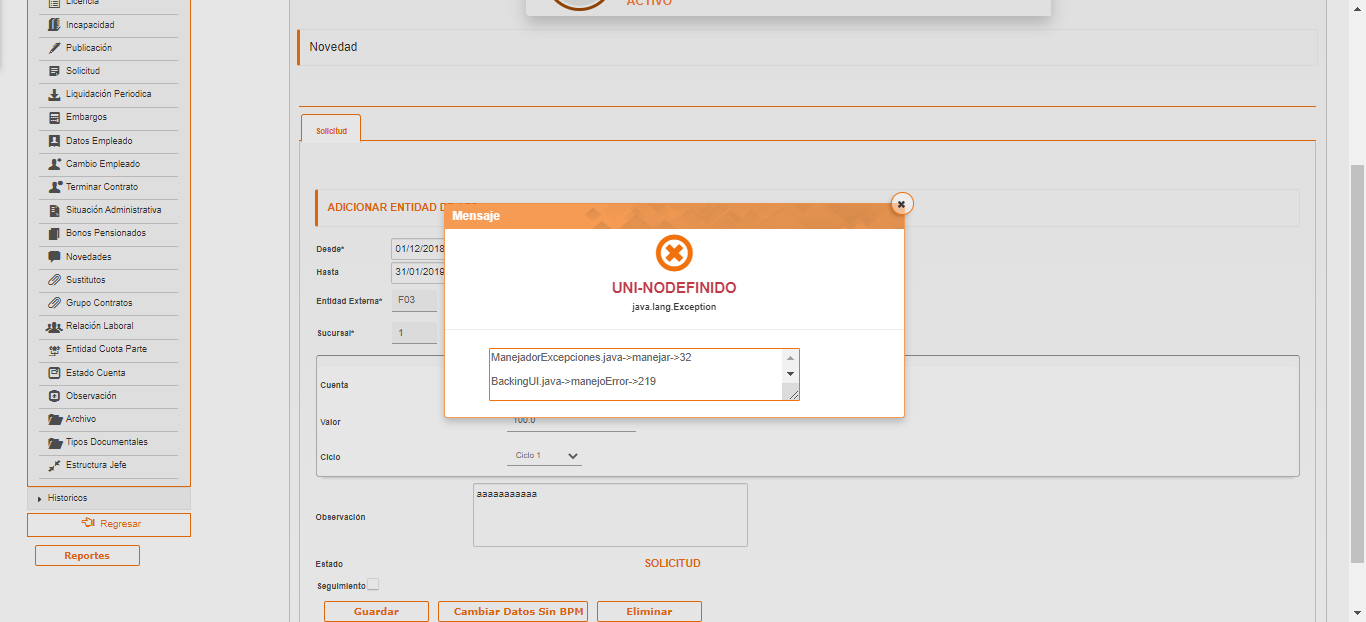 Licencia
Incapacidad
Publicación
Solicitud
Liquidación Periodica
Embargos
Datos Empleado
Cambio Empleado
Terminar Contrato
Situación Administrativa
Bonos Pensionados
Novedades
Sustitutos
Grupo Contratos
Relación Laboral
Entidad Cuota Parte
Estado Cuenta
Observación
Archivo
Tipos Documentales
Estructura Jefe
Historicos
Regresar
Reportes
ACTIVO
Novedad
Solicitud
ADICIONAR ENTIDAD
Desde* 01/12/2018
Hasta 31/01/2019
Entidad Externa* F03
Sucursal* 1
Mensaje
UNI-NODEFINIDO
java.lang.Exception
ManejadorExcepciones.java->manejar->32
BackingUI.java->manejoError->219
Cuenta
Valor 100.0
Ciclo Ciclo 1
Observación aaaaaaaaaaa
Estado SOLICITUD
Seguimiento
Guardar Cambiar Datos Sin BPM Eliminar